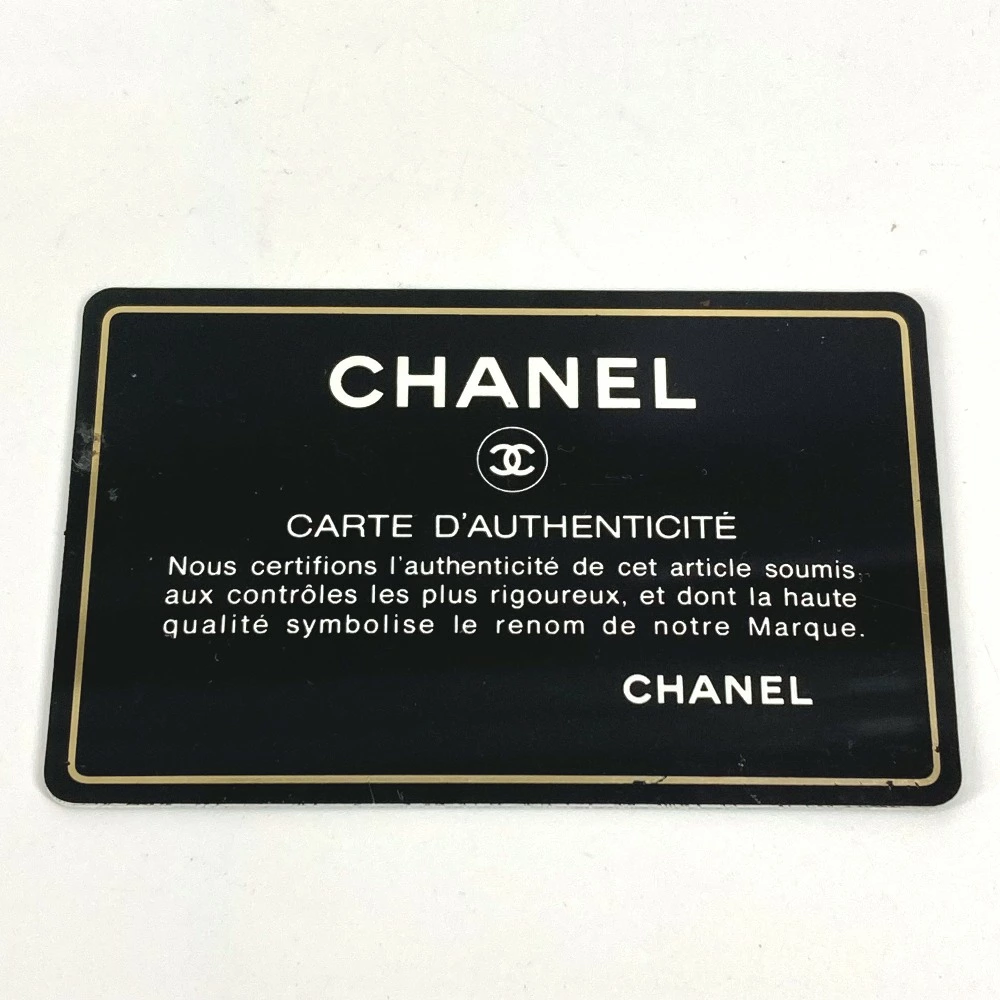 CHANEL
CARTE D'AUTHENTICITÉ
Nous certifions l'authenticité de cet article soumis
aux contrôles les plus rigoureux, et dont la haute
qualité symbolise le renom de notre Marque.
CHANEL